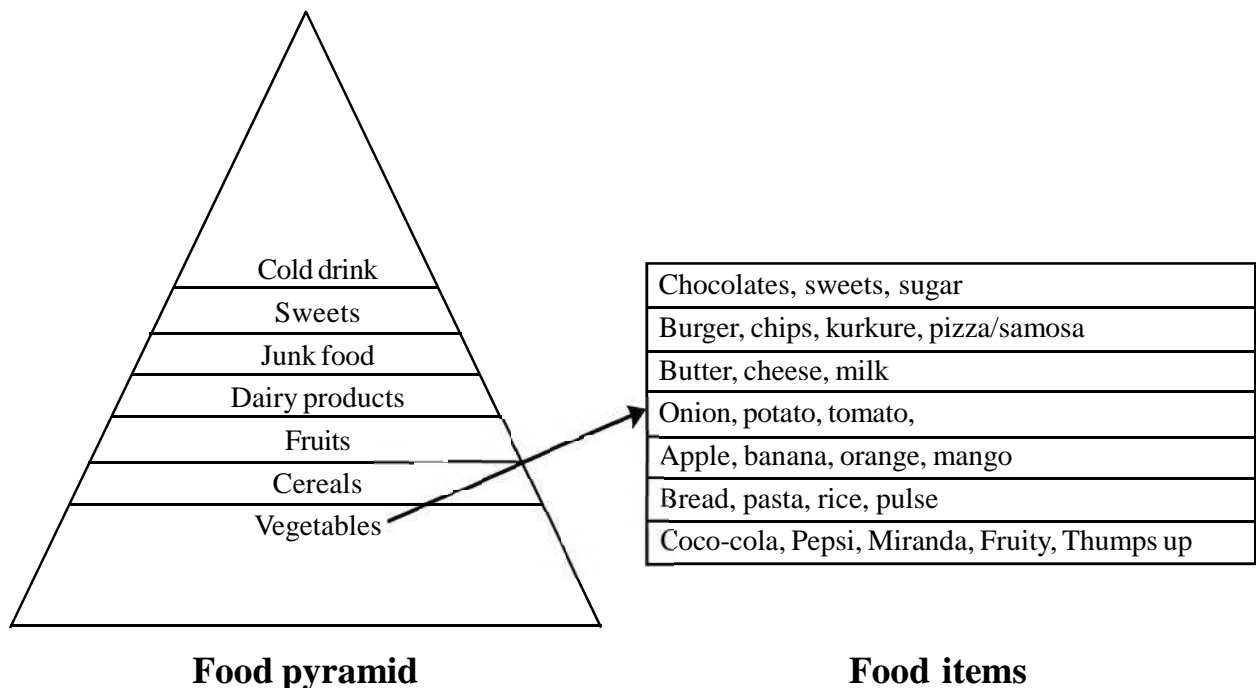 Cold drink
Sweets
Junk food
Dairy products
Fruits
Cereals
Vegetables
Food pyramid
Chocolates, sweets, sugar
Burger, chips, kurkure, pizza/samosa
Butter, cheese, milk
Onion, potato, tomato,
Apple, banana, orange, mango
Bread, pasta, rice, pulse
Coco-cola, Pepsi, Miranda, Fruity, Thumps up
Food items